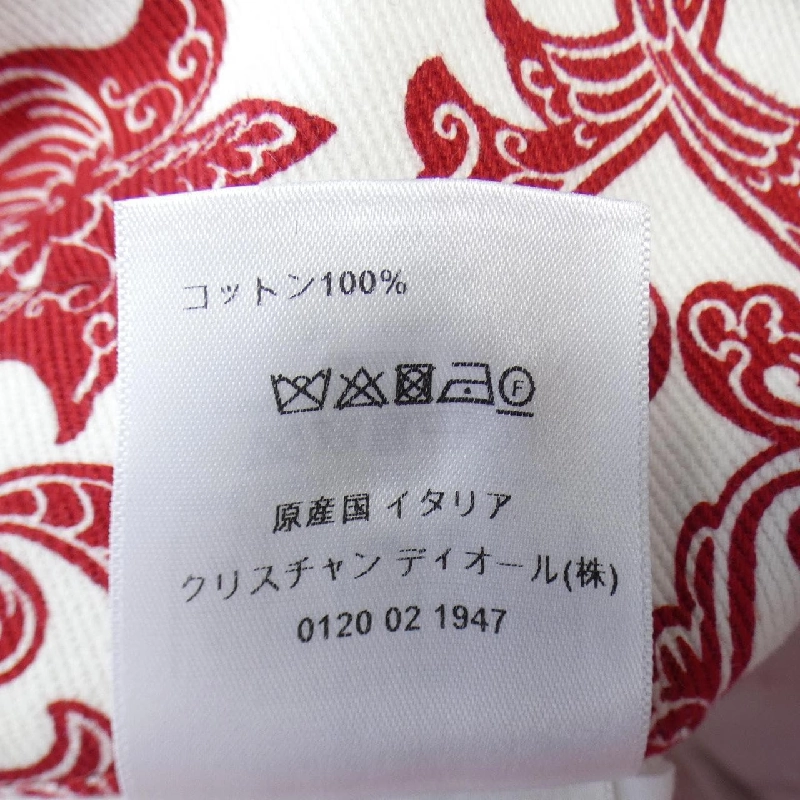 コットン100%
F
原産国 イタリア
クリスチャン ディオール(株)
0120 02 1947